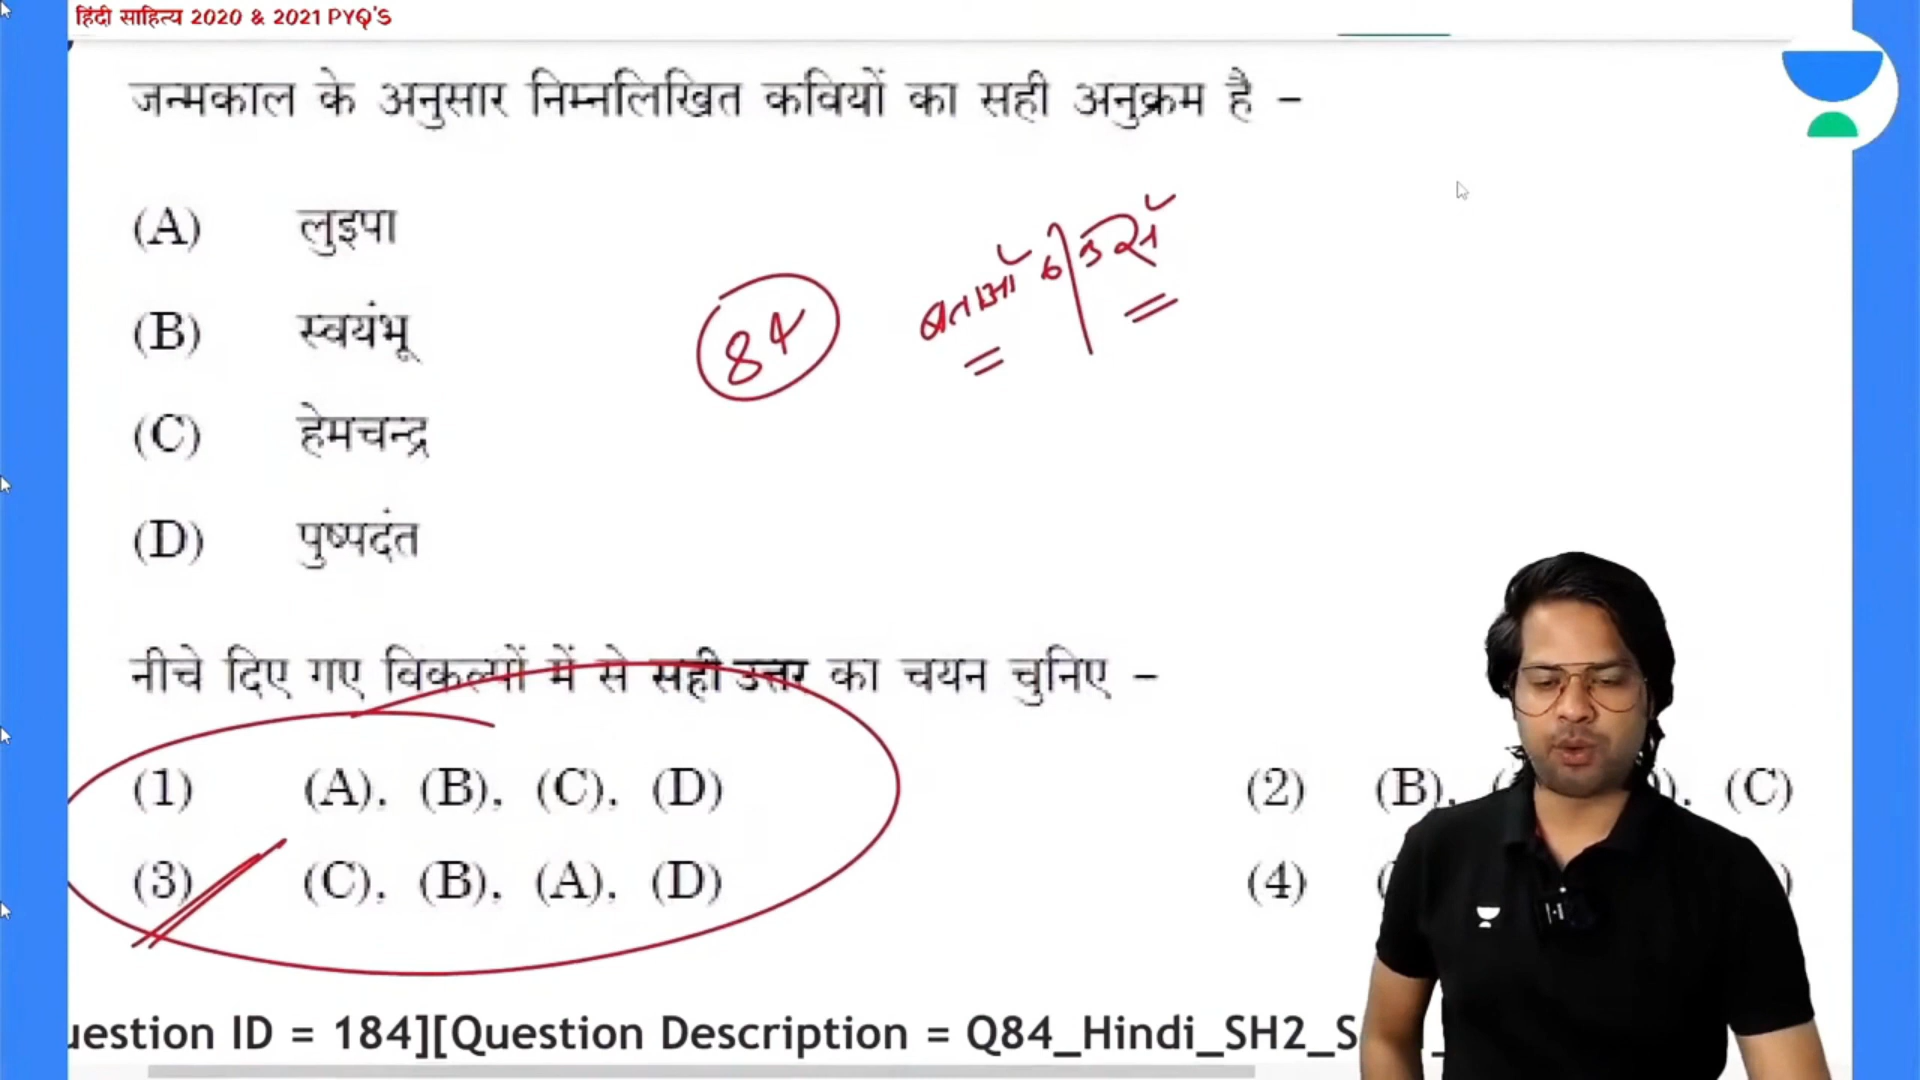 हिंदी साहित्य 2020 & 2021 PYQ'S
जन्मकाल के अनुसार निम्नलिखित कवियों का सही अनुक्रम है –
(A) लुइपा
(B) स्वयंभू
(C) हेमचन्द्र
(D) पुष्पदंत
84
नीचे दिए गए विकल्पों में से सही उत्तर का चयन चुनिए –
(1) (A), (B), (C), (D)
(2) (B), (C)
(3) (C), (B), (A), (D)
(4)
uestion ID = 184][Question Description = Q84_Hindi_SH2_S